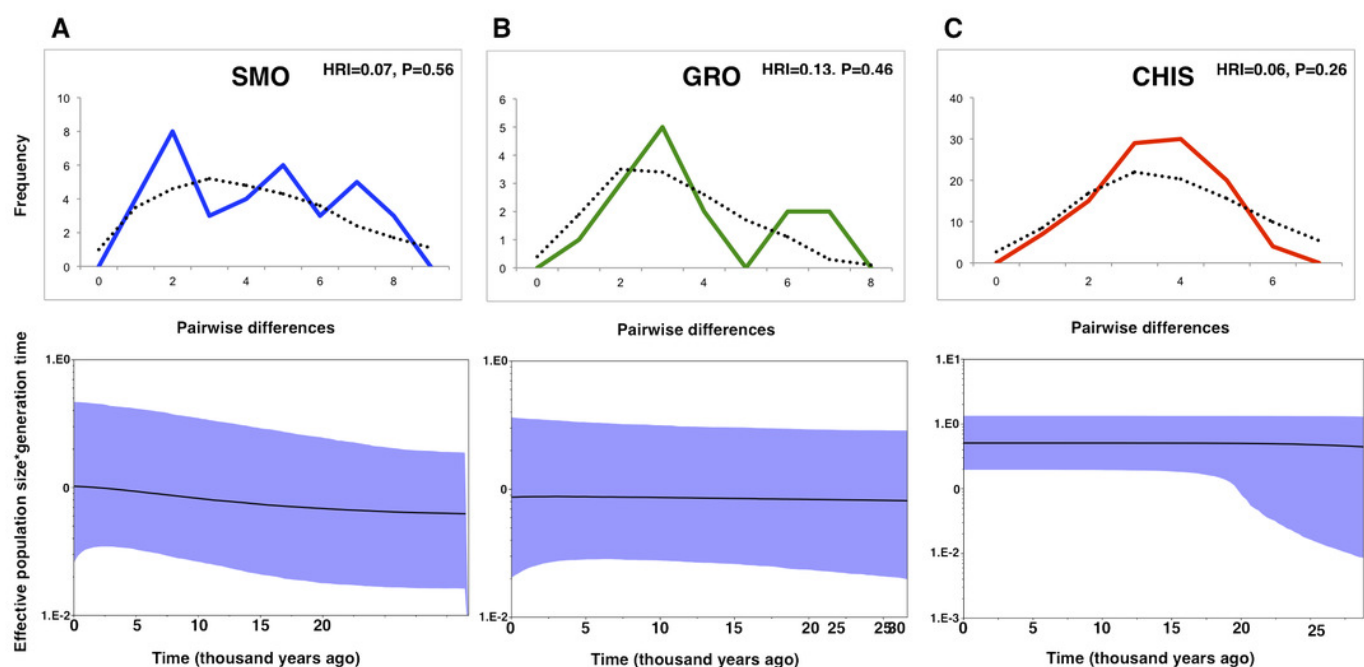 A
B
C
SMO
HRI=0.07, P=0.56
GRO
HRI=0.13. P=0.46
CHIS
HRI=0.06, P=0.26
Frequency
10
8
6
4
2
0
0 2 4 6 8
6
5
4
3
2
1
0
0 2 4 6 8
40
30
20
10
0
0 2 4 6
Pairwise differences
Pairwise differences
Pairwise differences
Effective population size*generation time
1.E0
0
1.E-2
0 5 10 15 20
1.E0
0
1.E-2
0 5 10 15 20 25 25 30
1.E1
1.E0
0
1.E-2
1.E-3
0 5 10 15 20 25
Time (thousand years ago)
Time (thousand years ago)
Time (thousand years ago)